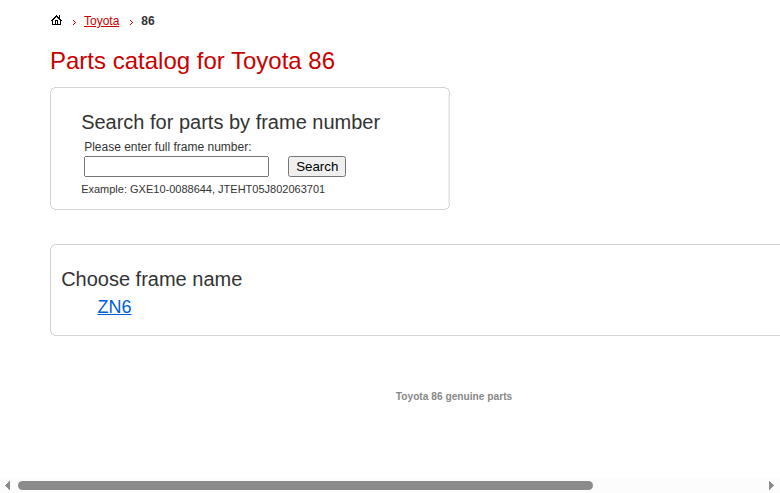 Toyota 86
Parts catalog for Toyota 86
Search for parts by frame number
Please enter full frame number:
Search
Example: GXE10-0088644, JTEHT05J802063701
Choose frame name
ZN6
Toyota 86 genuine parts